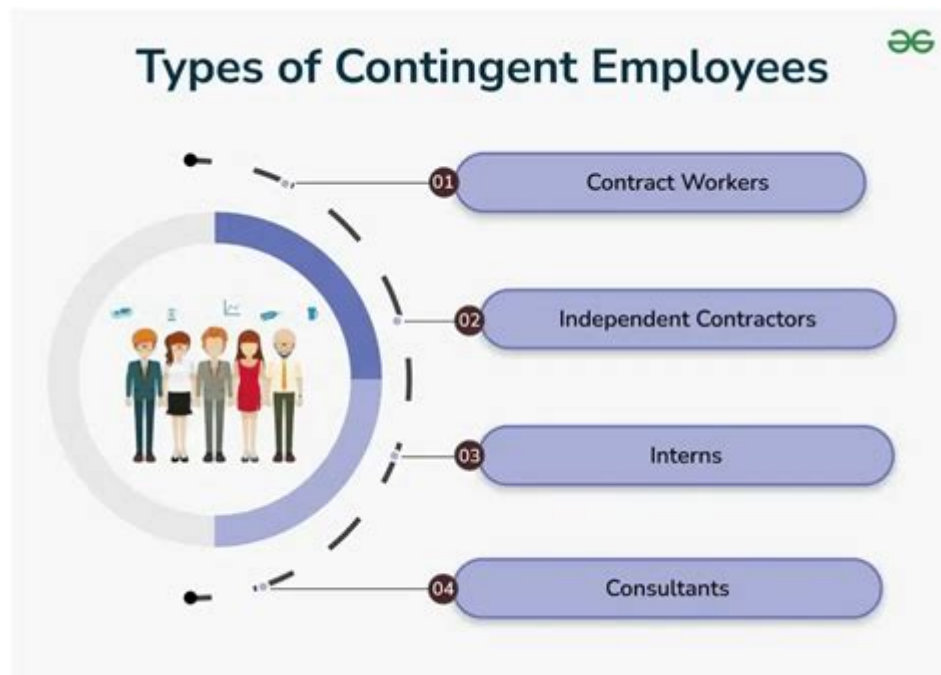 Types of Contingent Employees
01
Contract Workers
02
Independent Contractors
03
Interns
04
Consultants